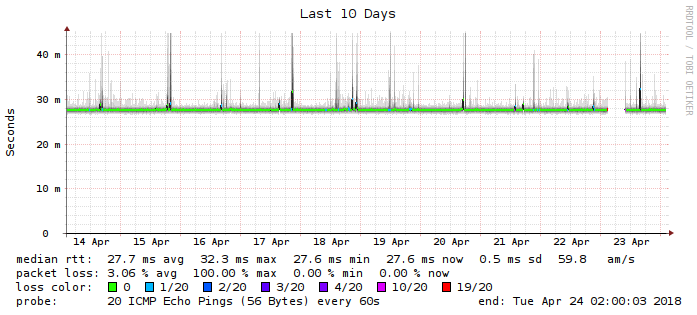 Last 10 Days
RRDTOOL / TOBI OETIKER
Seconds
40 m
30 m
20 m
10 m
0
14 Apr 15 Apr 16 Apr 17 Apr 18 Apr 19 Apr 20 Apr 21 Apr 22 Apr 23 Apr
median rtt: 27.7 ms avg 32.3 ms max 27.6 ms min 27.6 ms now 0.5 ms sd 59.8 am/s
packet loss: 3.06 % avg 100.00 % max 0.00 % min 0.00 % now
loss color: 0 1/20 2/20 3/20 4/20 10/20 19/20
probe: 20 ICMP Echo Pings (56 Bytes) every 60s end: Tue Apr 24 02:00:03 2018